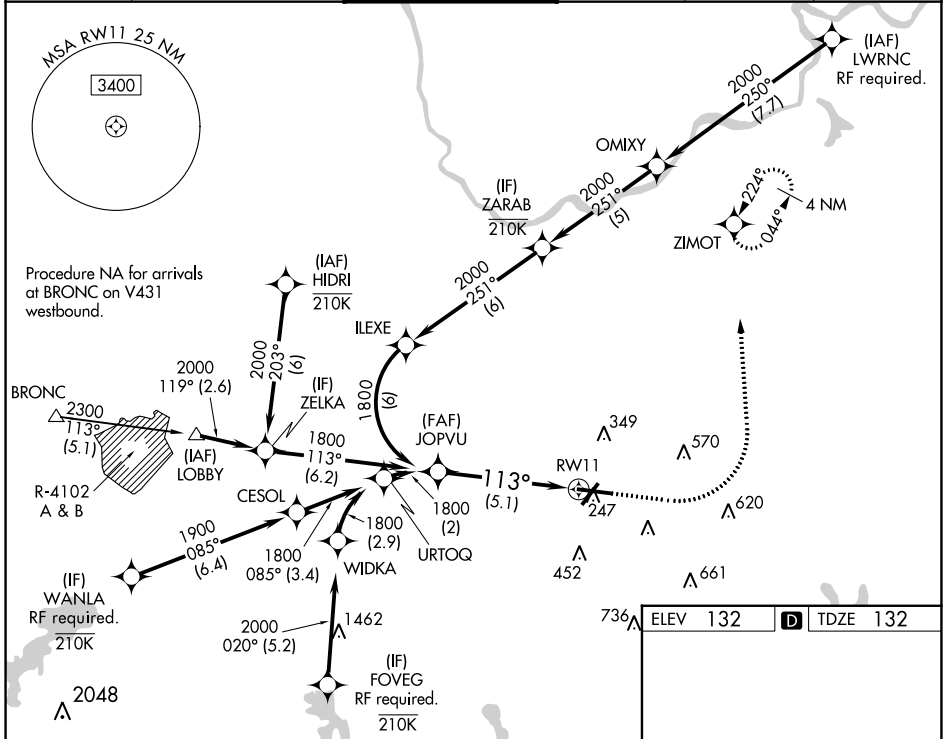 MSA RW11 25 NM
3400
(IAF)
LWRNC
RF required.
2000
250°
(7.7)
OMIXY
2000
251°
(5)
(IF)
ZARAB
210K
224°
044°
4 NM
ZIMOT
Procedure NA for arrivals
at BRONC on V431
westbound.
(IAF)
HIDRI
210K
2000
251°
(6)
ILEXE
2000
203°
(6)
2000
119° (2.6)
(IF)
ZELKA
1800
(6)
BRONC
2300
113°
(5.1)
(IAF)
LOBBY
1800
113°
(6.2)
(FAF)
JOPVU
113°
(5.1)
RW11
247
349
570
620
R-4102
A & B
CESOL
1800
(2)
URTOQ
1900
085°
(6.4)
1800
085° (3.4)
1800
(2.9)
WIDKA
452
661
736
(IF)
WANLA
RF required.
210K
2000
020° (5.2)
1462
(IF)
FOVEG
RF required.
210K
2048
ELEV 132 D TDZE 132